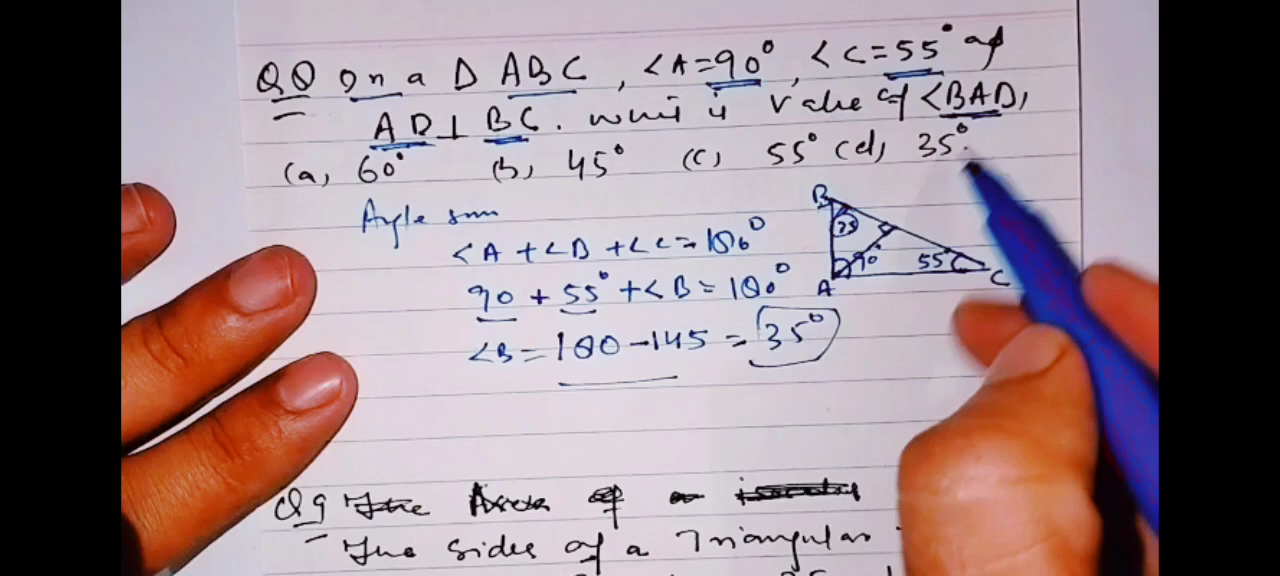 Q8 In a Δ ABC, ∠A=90°, ∠C=55° of
AD⊥BC. what is value of ∠BAD,
(a, 60° (b, 45° (c, 55° (d, 35°.
Angle sum
∠A+∠B+∠C=180°
90+55°+∠B=180°
∠B=180-145=35°
B
35
90°
55
A
C
Q9
The sides of a Triangular